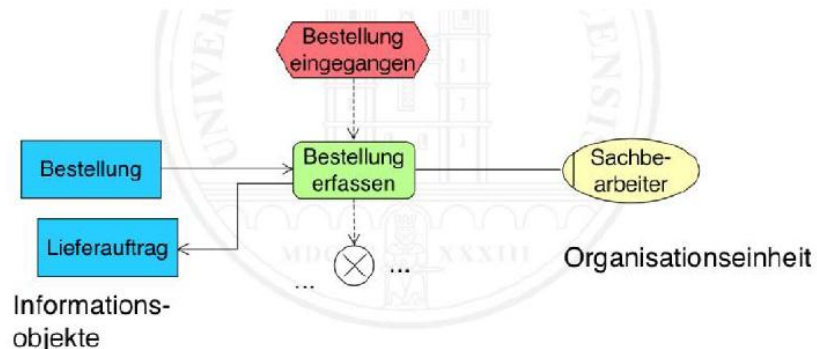 Bestellung
eingegangen
Bestellung
Bestellung
erfassen
Sachbe-
arbeiter
Lieferauftrag
...
...
Organisationseinheit
Informations-
objekte